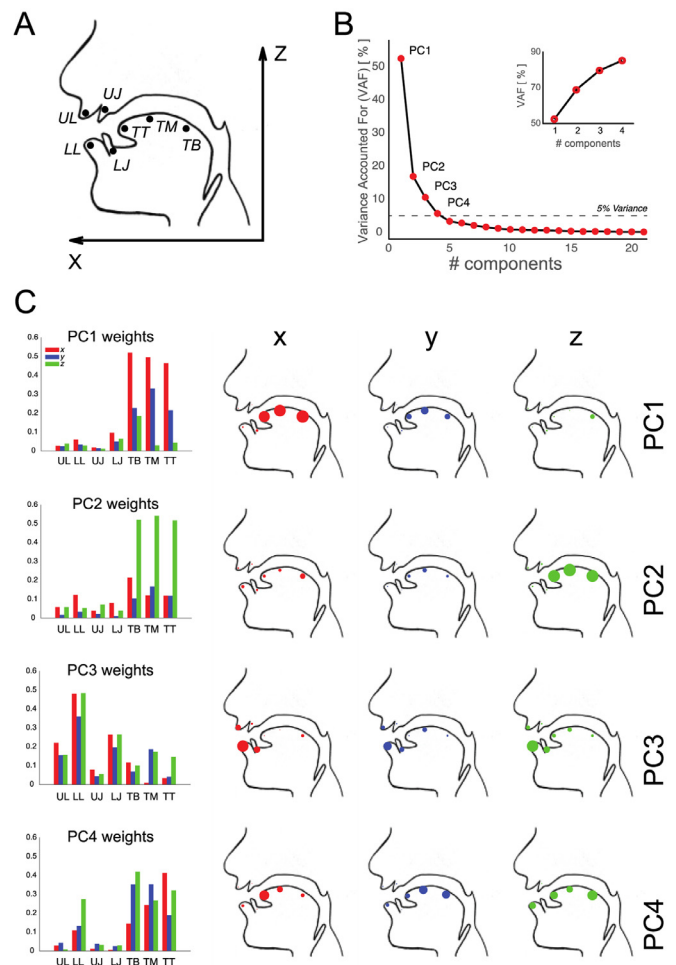 A
Z
X
UJ
UL
LL
LJ
TT
TM
TB
B
Variance Accounted For (VAF) [ % ]
50
40
30
20
10
0
PC1
PC2
PC3
PC4
5% Variance
0 5 10 15 20
# components
VAF [ % ]
90
70
50
1 2 3 4
# components
C
x y z
PC1 weights
x
y
z
0.6
0.5
0.4
0.3
0.2
0.1
0
UL LL UJ LJ TB TM TT
PC1
PC2 weights
0.6
0.5
0.4
0.3
0.2
0.1
0
UL LL UJ LJ TB TM TT
PC2
PC3 weights
0.6
0.5
0.4
0.3
0.2
0.1
0
UL LL UJ LJ TB TM TT
PC3
PC4 weights
0.6
0.5
0.4
0.3
0.2
0.1
0
UL LL UJ LJ TB TM TT
PC4